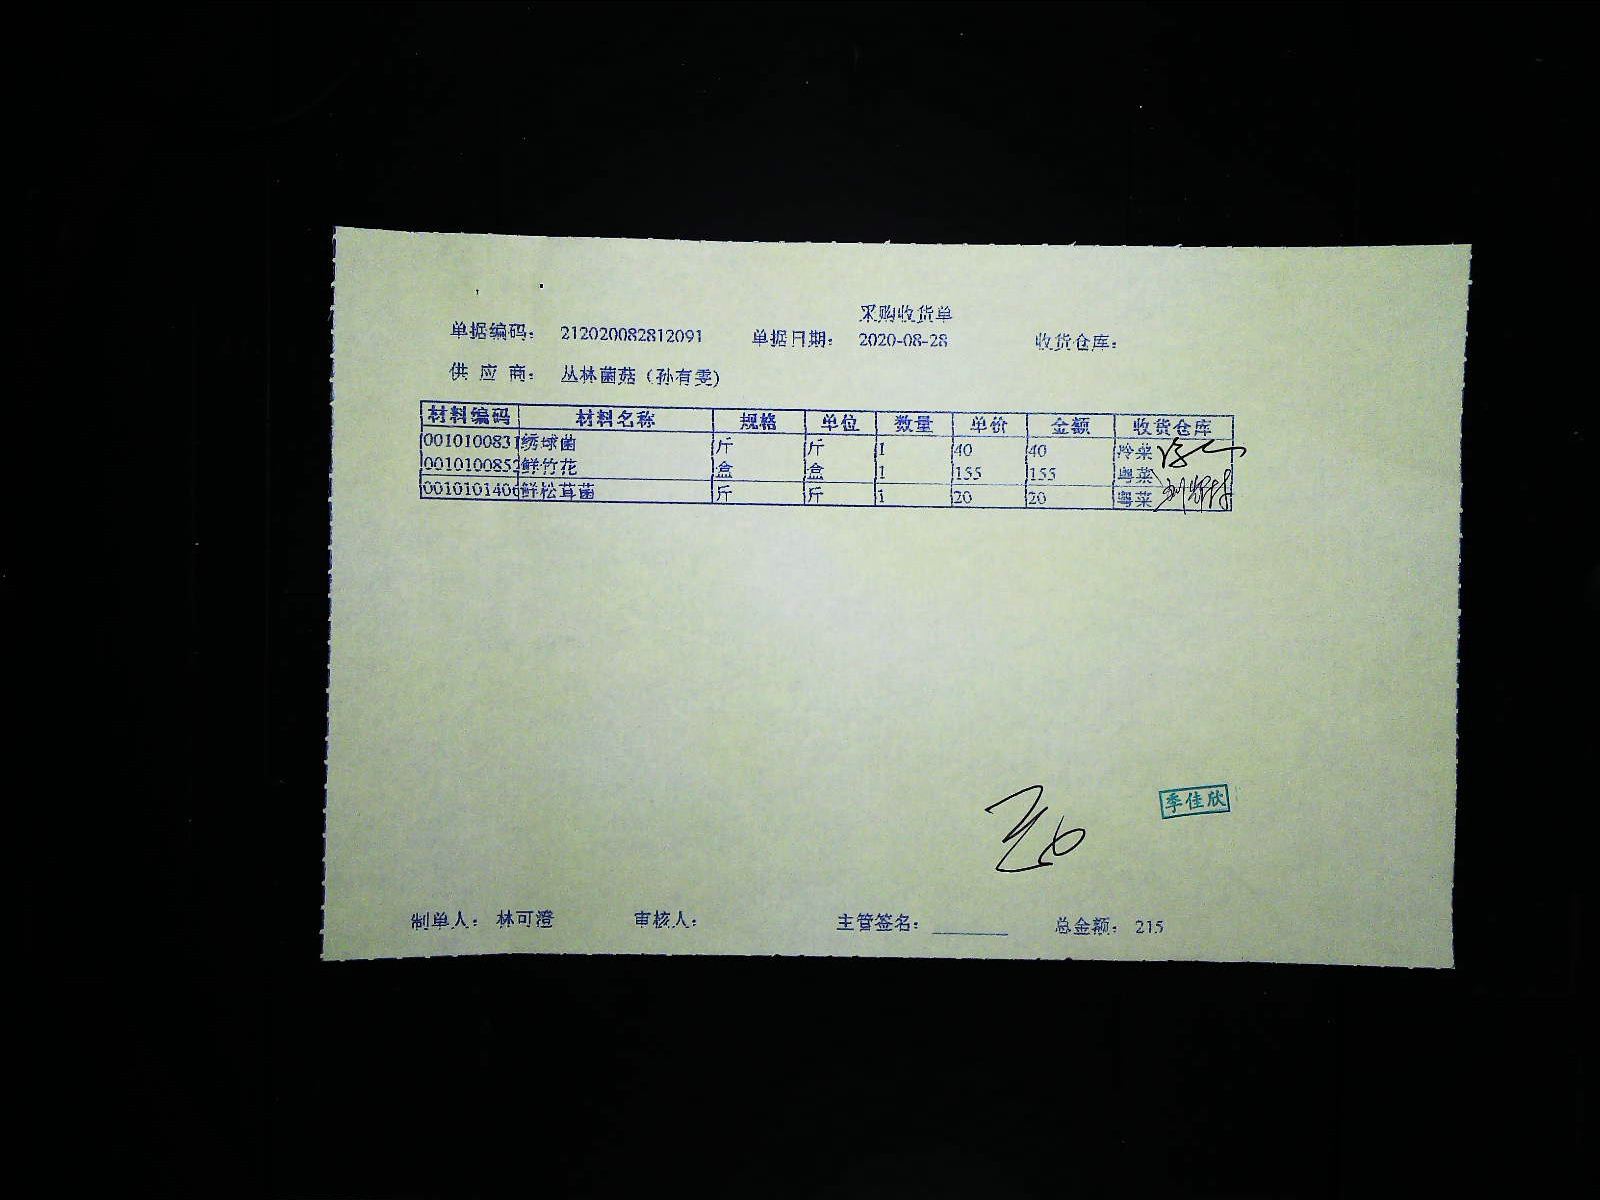 采购收货单
单据编码： 212020082812091 单据日期： 2020-08-28 收货仓库：
供 应 商： 丛林菌菇（孙有雯）
材料编码 材料名称 规格 单位 数量 单价 金额 收货仓库
0010100831 绣球菌 斤 斤 1 40 40 冷菜
0010100852 鲜竹花 盒 盒 1 155 155 粤菜
0010101406 鲜松茸菌 斤 斤 1 20 20 粤菜
季佳欣
制单人： 林可澄 审核人： 主管签名： ________ 总金额： 215